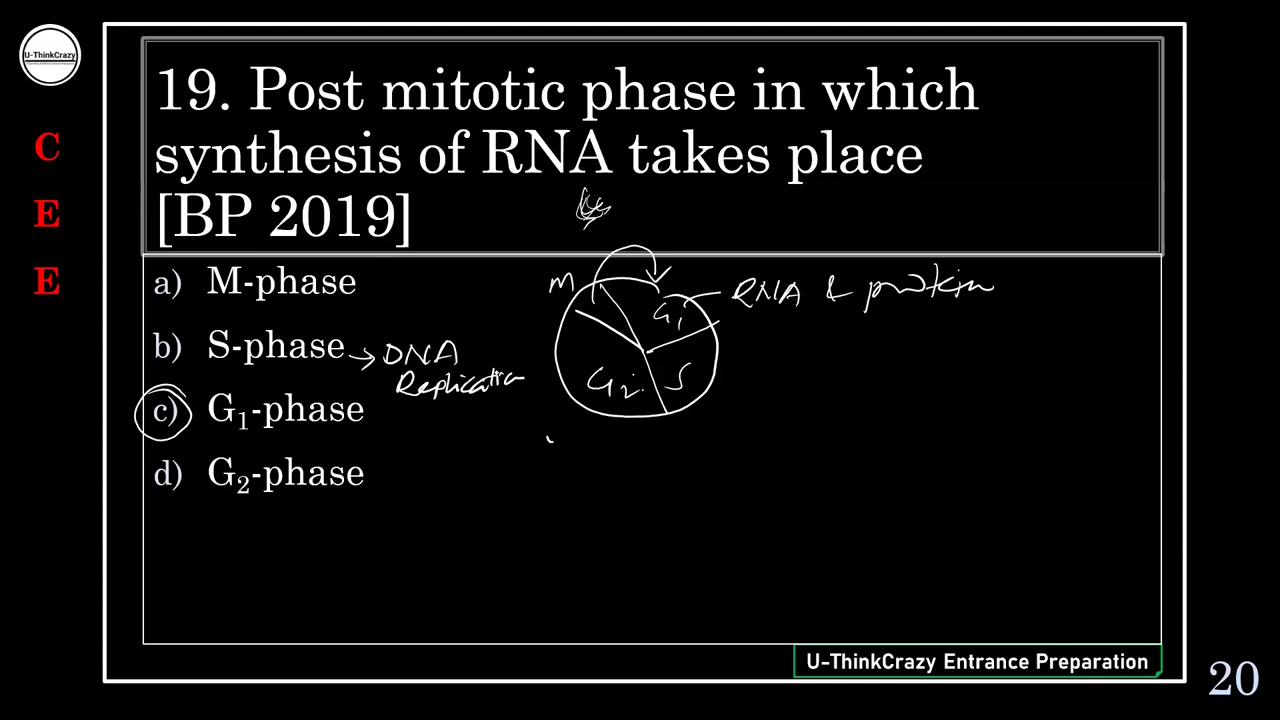 U-ThinkCrazy
C
E
E
19. Post mitotic phase in which
synthesis of RNA takes place
[BP 2019]
a) M-phase
b) S-phase → DNA
Replication
c) G₁-phase
d) G₂-phase
M
G₁
RNA & protein
G₂
S
U-ThinkCrazy Entrance Preparation
20